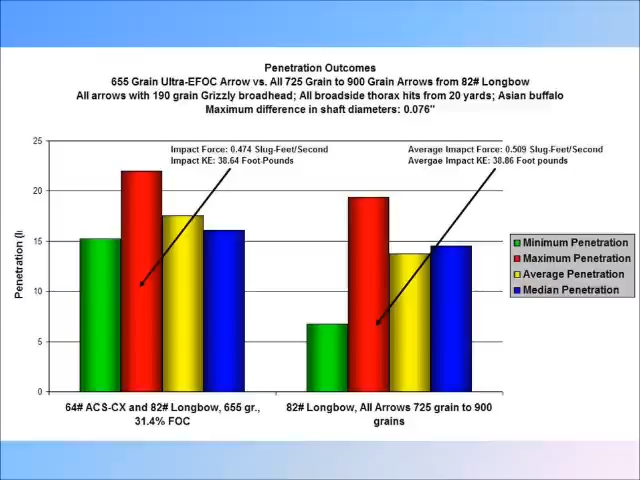 Penetration Outcomes
655 Grain Ultra-EFOC Arrow vs. All 725 Grain to 900 Grain Arrows from 82# Longbow
All arrows with 190 grain Grizzly broadhead; All broadside thorax hits from 20 yards; Asian buffalo
Maximum difference in shaft diameters: 0.076"
Impact Force: 0.474 Slug-Feet/Second
Impact KE: 38.64 Foot-Pounds
Average Imapct Force: 0.509 Slug-Feet/Second
Avergae Impact KE: 38.86 Foot pounds
25
20
15
10
5
0
Penetration (I
Minimum Penetration
Maximum Penetration
Average Penetration
Median Penetration
64# ACS-CX and 82# Longbow, 655 gr.,
31.4% FOC
82# Longbow, All Arrows 725 grain to 900
grains